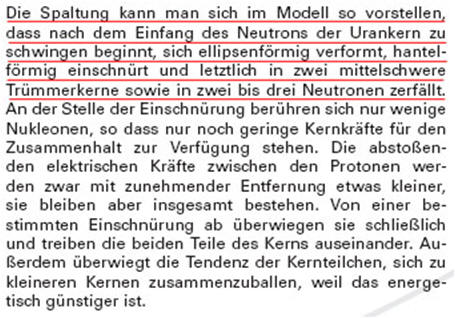 Die Spaltung kann man sich im Modell so vorstellen,
dass nach dem Einfang des Neutrons der Urankern zu
schwingen beginnt, sich ellipsenförmig verformt, hantel-
förmig einschnürt und letztlich in zwei mittelschwere
Trümmerkerne sowie in zwei bis drei Neutronen zerfällt.
An der Stelle der Einschnürung berühren sich nur wenige
Nukleonen, so dass nur noch geringe Kernkräfte für den
Zusammenhalt zur Verfügung stehen. Die abstoßen-
den elektrischen Kräfte zwischen den Protonen wer-
den zwar mit zunehmender Entfernung etwas kleiner,
sie bleiben aber insgesamt bestehen. Von einer be-
stimmten Einschnürung ab überwiegen sie schließlich
und treiben die beiden Teile des Kerns auseinander. Au-
ßerdem überwiegt die Tendenz der Kernteilchen, sich zu
kleineren Kernen zusammenzuballen, weil das energe-
tisch günstiger ist.